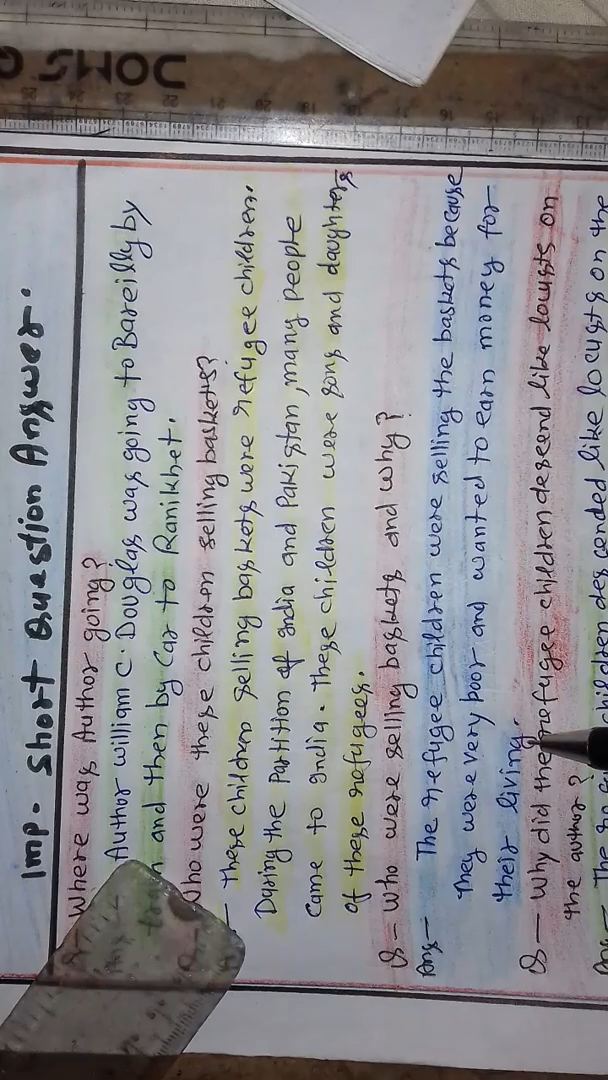 DOMS
Imp. Short Question Answer.
Q- Where was Author going?
Ans- Author william C. Douglas was going to Bareilly by
train and then by Car to Ranikhet.
Q- Who were these children selling baskets?
- These children selling baskets were refugee children.
During the Partition of India and Pakistan, many people
Came to India. These children were sons and daughters
of these refugees.
Q- Who were selling baskets and why?
Ans- The refugee children were selling the baskets because
They were very poor and wanted to earn money for
their living.
Q- Why did the refugee children descend like locusts on
the author?
Ans- The children descended like locusts on the